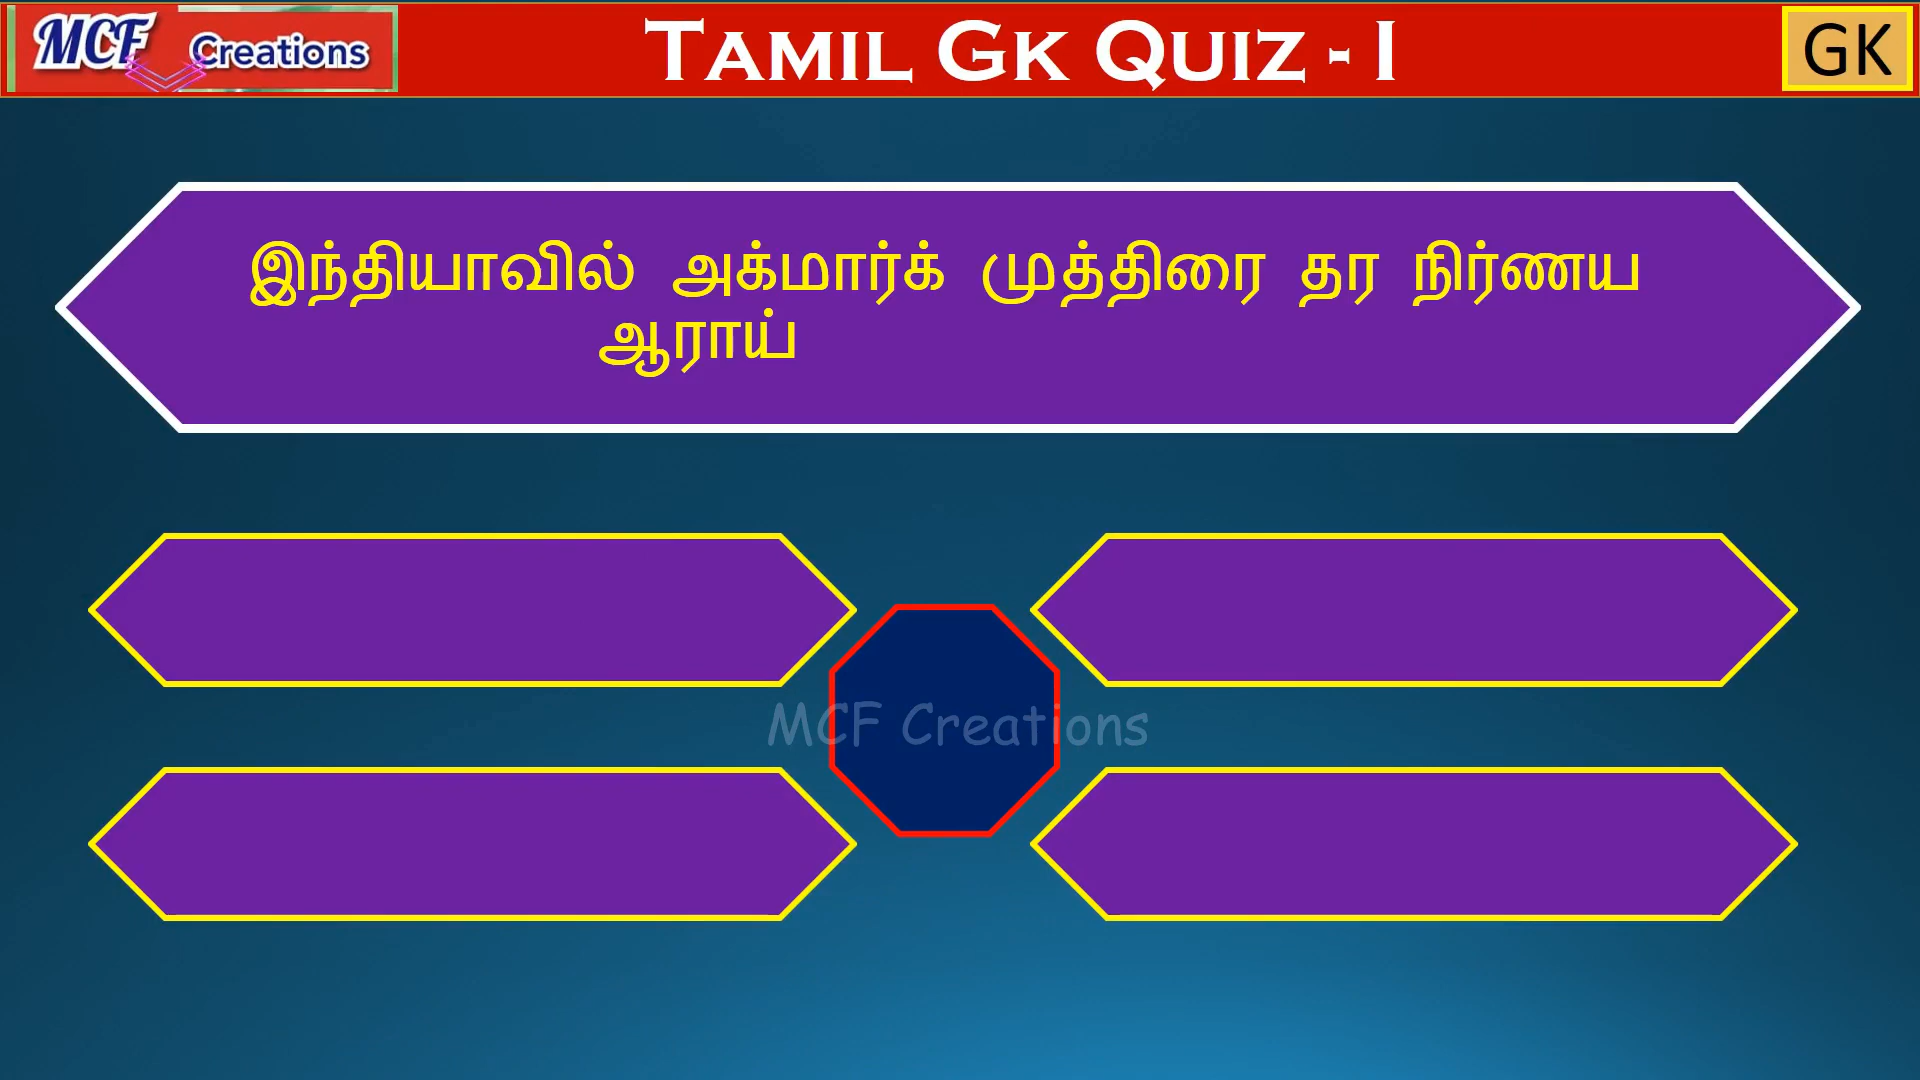 MCF Creations
TAMIL GK QUIZ - I
GK
இந்தியாவில் அக்மார்க் முத்திரை தர நிர்ணய
ஆராய்
MCF Creations